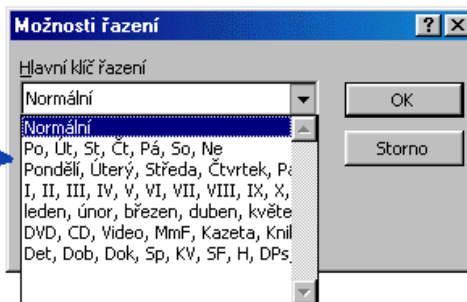 Možnosti řazení
Hlavní klíč řazení
Normální
OK
Normální
Storno
Po, Út, St, Čt, Pá, So, Ne
Pondělí, Úterý, Středa, Čtvrtek, Pá
I, II, III, IV, V, VI, VII, VIII, IX, X,
leden, únor, březen, duben, květe
DVD, CD, Video, MmF, Kazeta, Kni
Det, Dob, Dok, Sp, KV, SF, H, DPs,